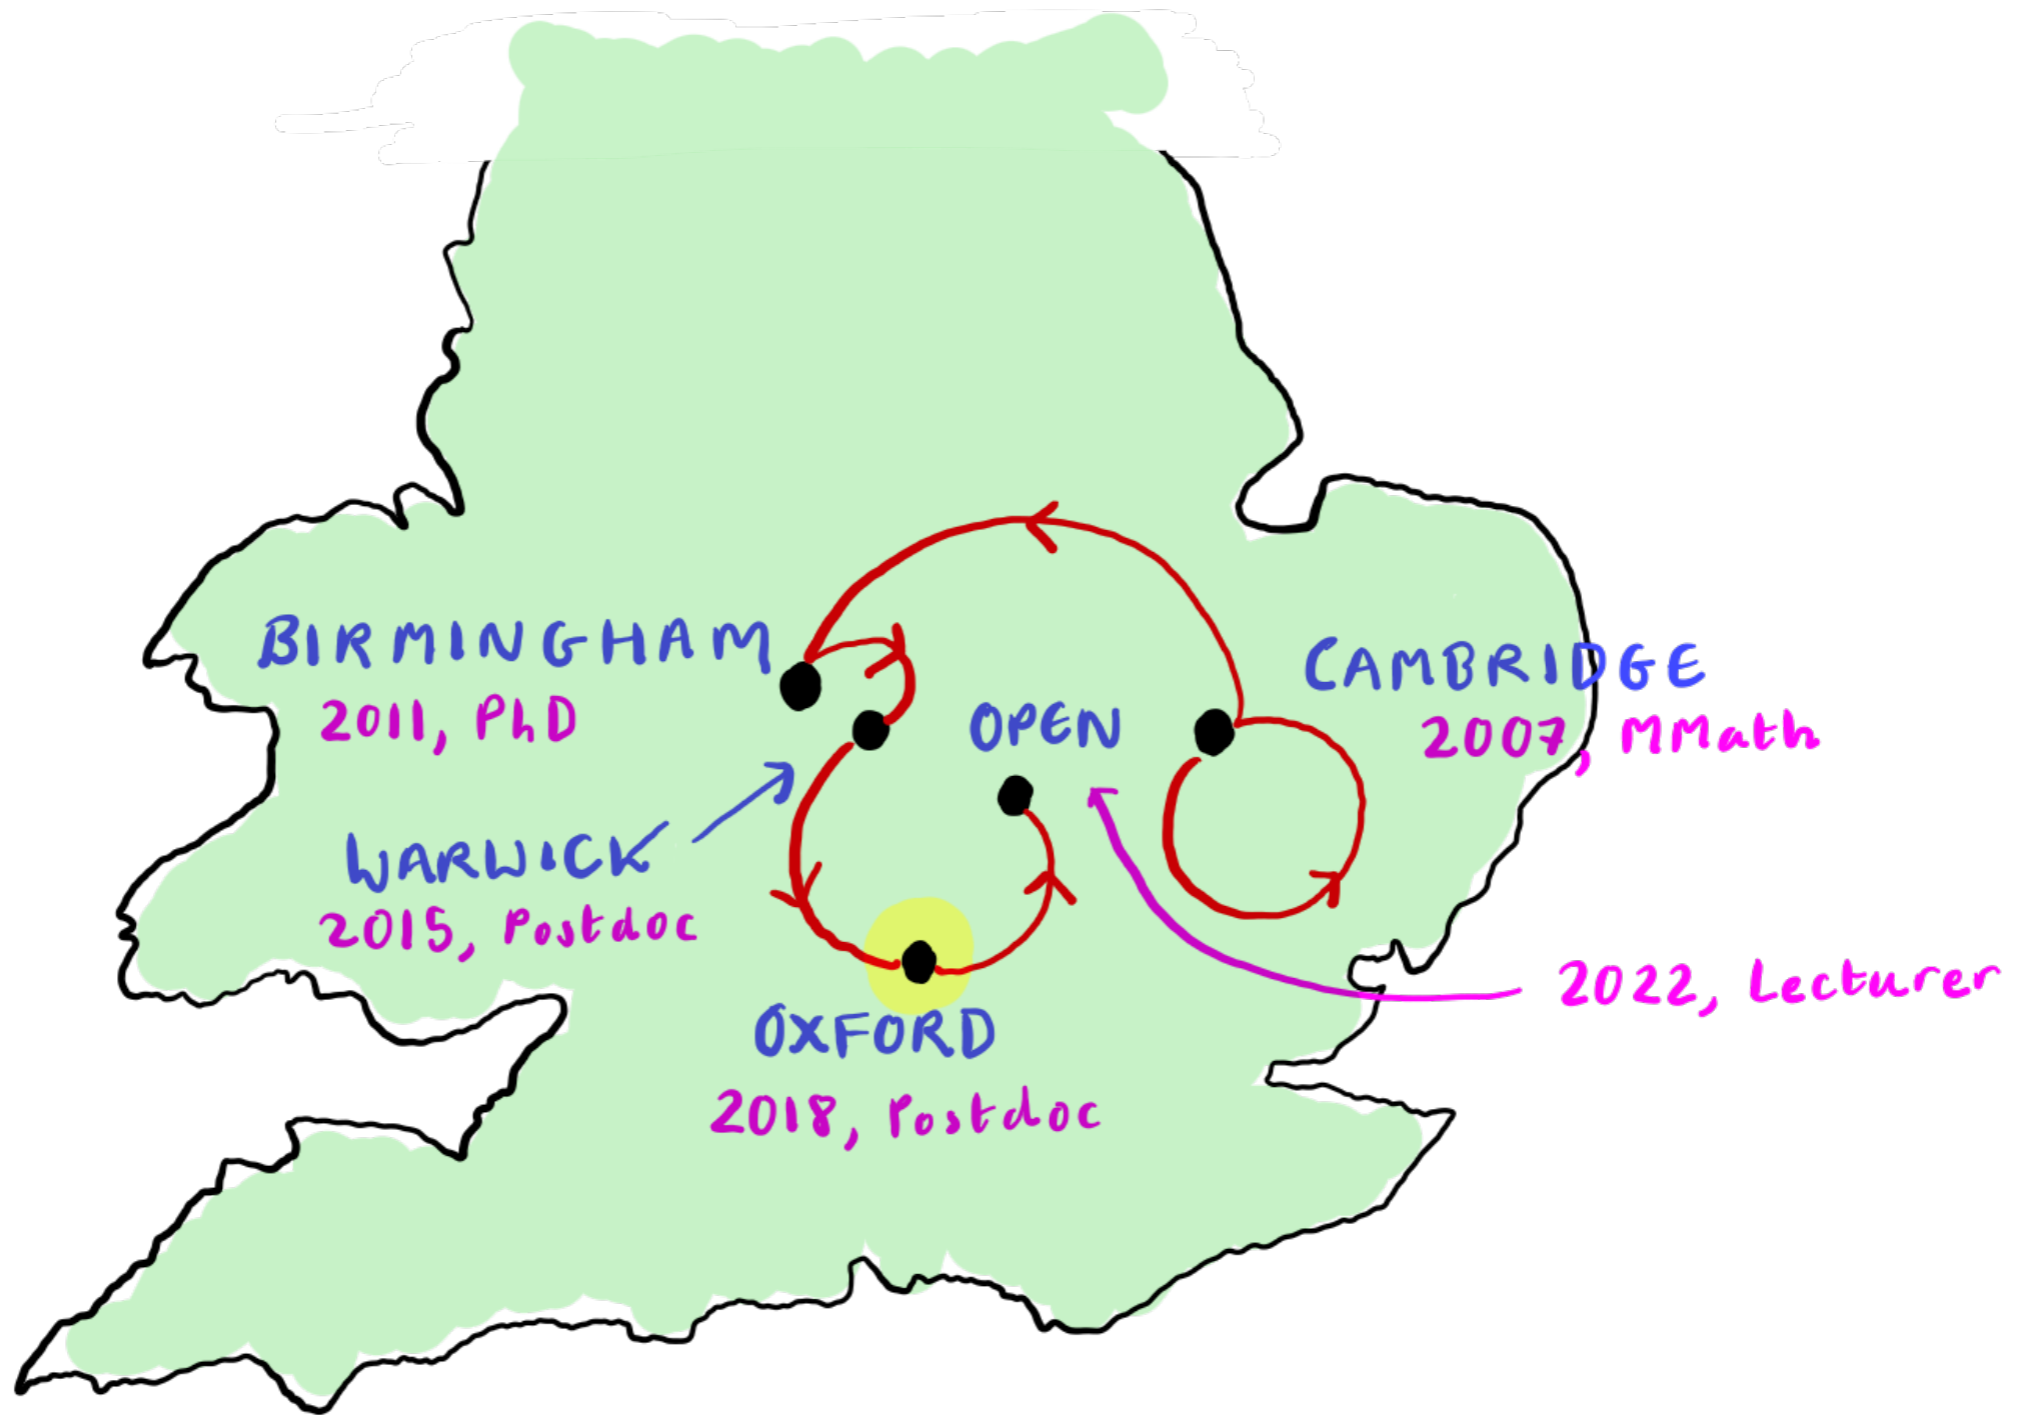 BIRMINGHAM
2011, PhD
OPEN
CAMBRIDGE
2007, MMath
WARWICK
2015, Postdoc
2022, Lecturer
OXFORD
2018, Postdoc